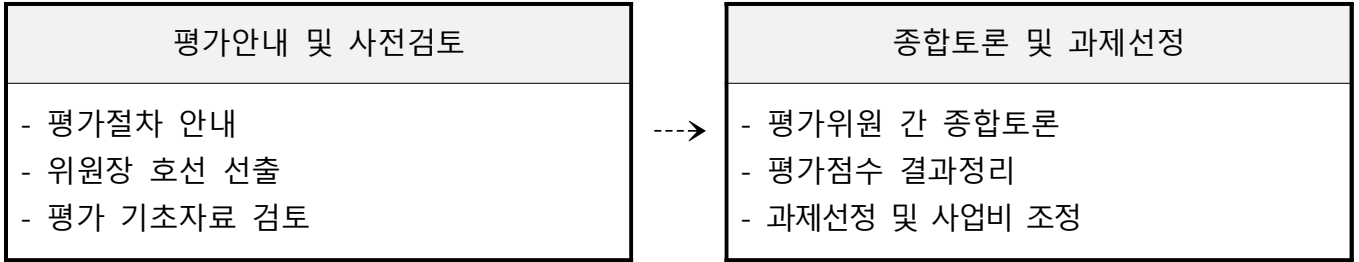 평가안내 및 사전검토
- 평가절차 안내
- 위원장 호선 선출
- 평가 기초자료 검토
종합토론 및 과제선정
- 평가위원 간 종합토론
- 평가점수 결과정리
- 과제선정 및 사업비 조정